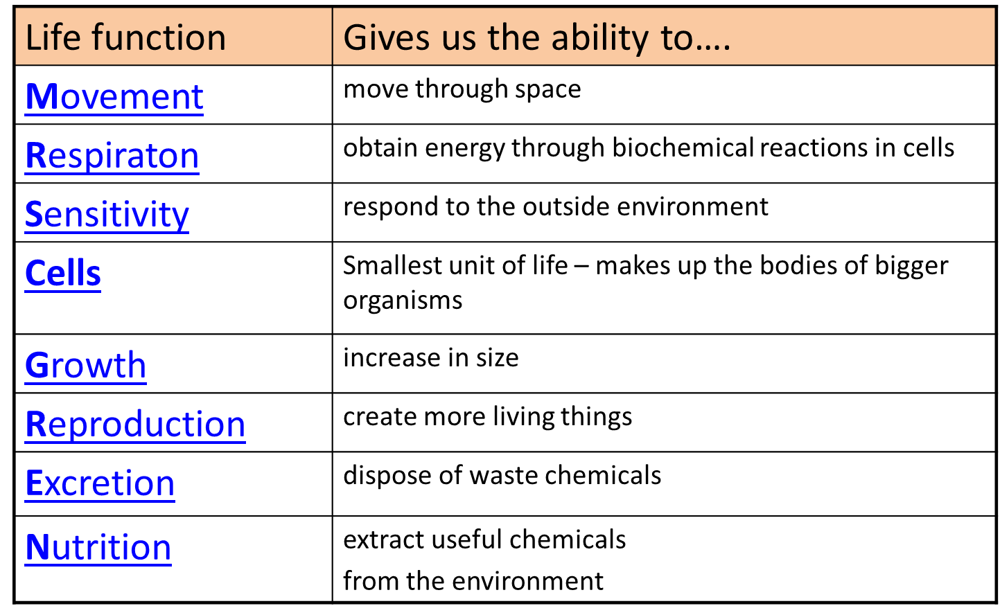 Life function
Gives us the ability to....
Movement
move through space
Respiraton
obtain energy through biochemical reactions in cells
Sensitivity
respond to the outside environment
Cells
Smallest unit of life – makes up the bodies of bigger
organisms
Growth
increase in size
Reproduction
create more living things
Excretion
dispose of waste chemicals
Nutrition
extract useful chemicals
from the environment